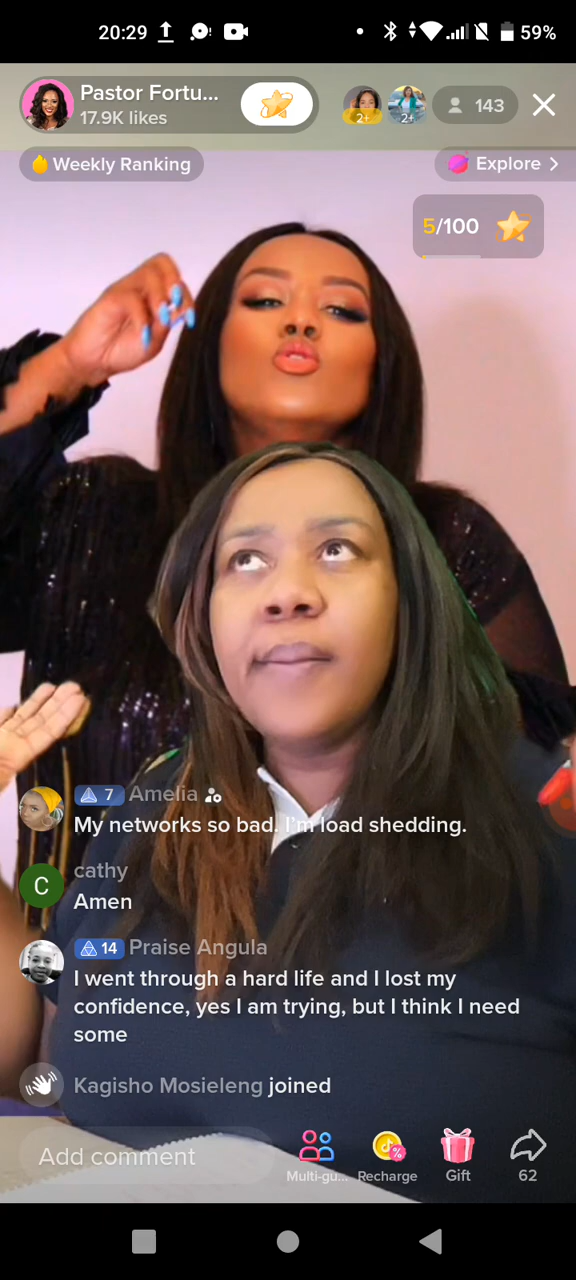 20:29
59%
Pastor Fortu...
17.9K likes
2+
2+
143
Weekly Ranking
Explore
5/100
7 Amelia
My networks so bad. I'm load shedding.
C
cathy
Amen
14 Praise Angula
I went through a hard life and I lost my
confidence, yes I am trying, but I think I need
some
Kagisho Mosieleng joined
Add comment
Multi-gu...
Recharge
Gift
62